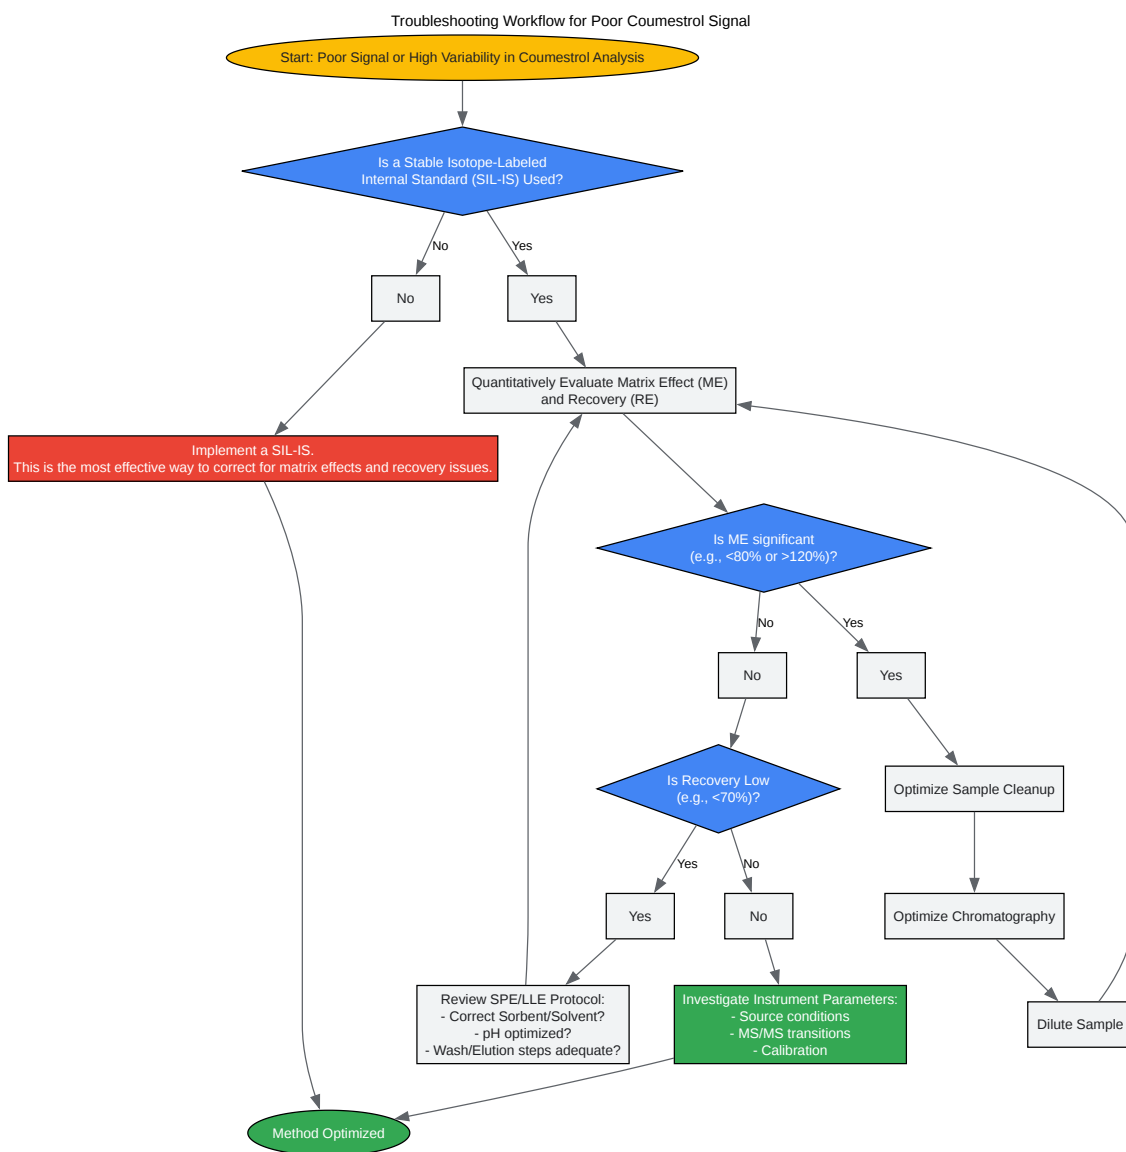 Troubleshooting Workflow for Poor Coumestrol Signal
Start: Poor Signal or High Variability in Coumestrol Analysis
Is a Stable Isotope-Labeled
Internal Standard (SIL-IS) Used?
No
Yes
No
Yes
Quantitatively Evaluate Matrix Effect (ME)
and Recovery (RE)
Implement a SIL-IS.
This is the most effective way to correct for matrix effects and recovery issues.
Is ME significant
(e.g., <80% or >120%)?
No
Yes
No
Yes
Is Recovery Low
(e.g., <70%)?
Optimize Sample Cleanup
Yes
No
Yes
No
Optimize Chromatography
Review SPE/LLE Protocol:
- Correct Sorbent/Solvent?
- pH optimized?
- Wash/Elution steps adequate?
Investigate Instrument Parameters:
- Source conditions
- MS/MS transitions
- Calibration
Dilute Sample
Method Optimized